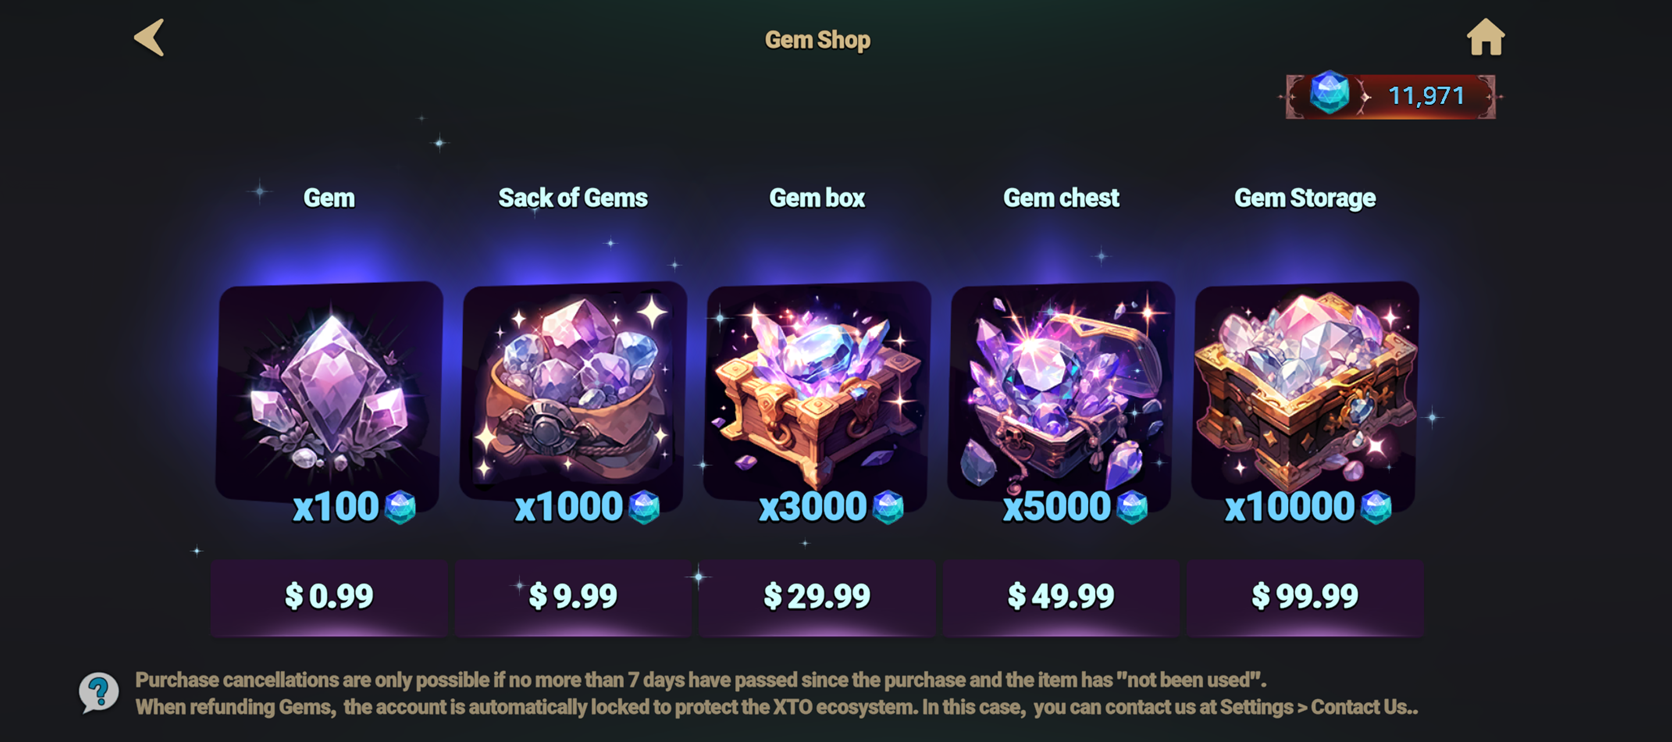 Gem Shop
11,971
Gem
Sack of Gems
Gem box
Gem chest
Gem Storage
x100
x1000
x3000
x5000
x10000
$ 0.99
$ 9.99
$ 29.99
$ 49.99
$ 99.99
Purchase cancellations are only possible if no more than 7 days have passed since the purchase and the item has "not been used".
When refunding Gems, the account is automatically locked to protect the XTO ecosystem. In this case, you can contact us at Settings > Contact Us..